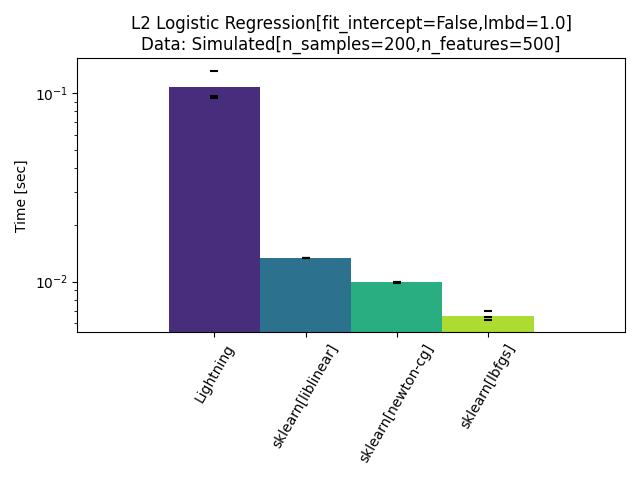 L2 Logistic Regression[fit_intercept=False,lmbd=1.0]
Data: Simulated[n_samples=200,n_features=500]
Time [sec]
10⁻¹
10⁻²
Lightning
sklearn[liblinear]
sklearn[newton-cg]
sklearn[lbfgs]